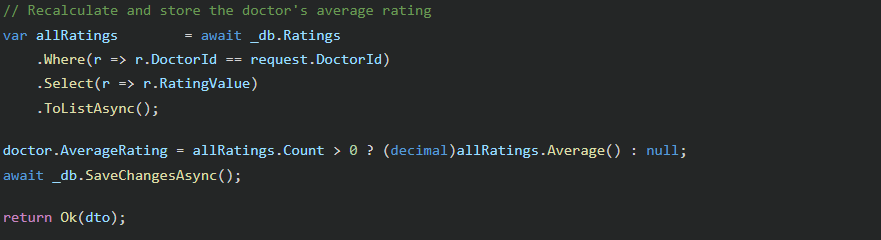 // Recalculate and store the doctor's average rating
var allRatings        = await _db.Ratings
    .Where(r => r.DoctorId == request.DoctorId)
    .Select(r => r.RatingValue)
    .ToListAsync();
doctor.AverageRating = allRatings.Count > 0 ? (decimal)allRatings.Average() : null;
await _db.SaveChangesAsync();
return Ok(dto);